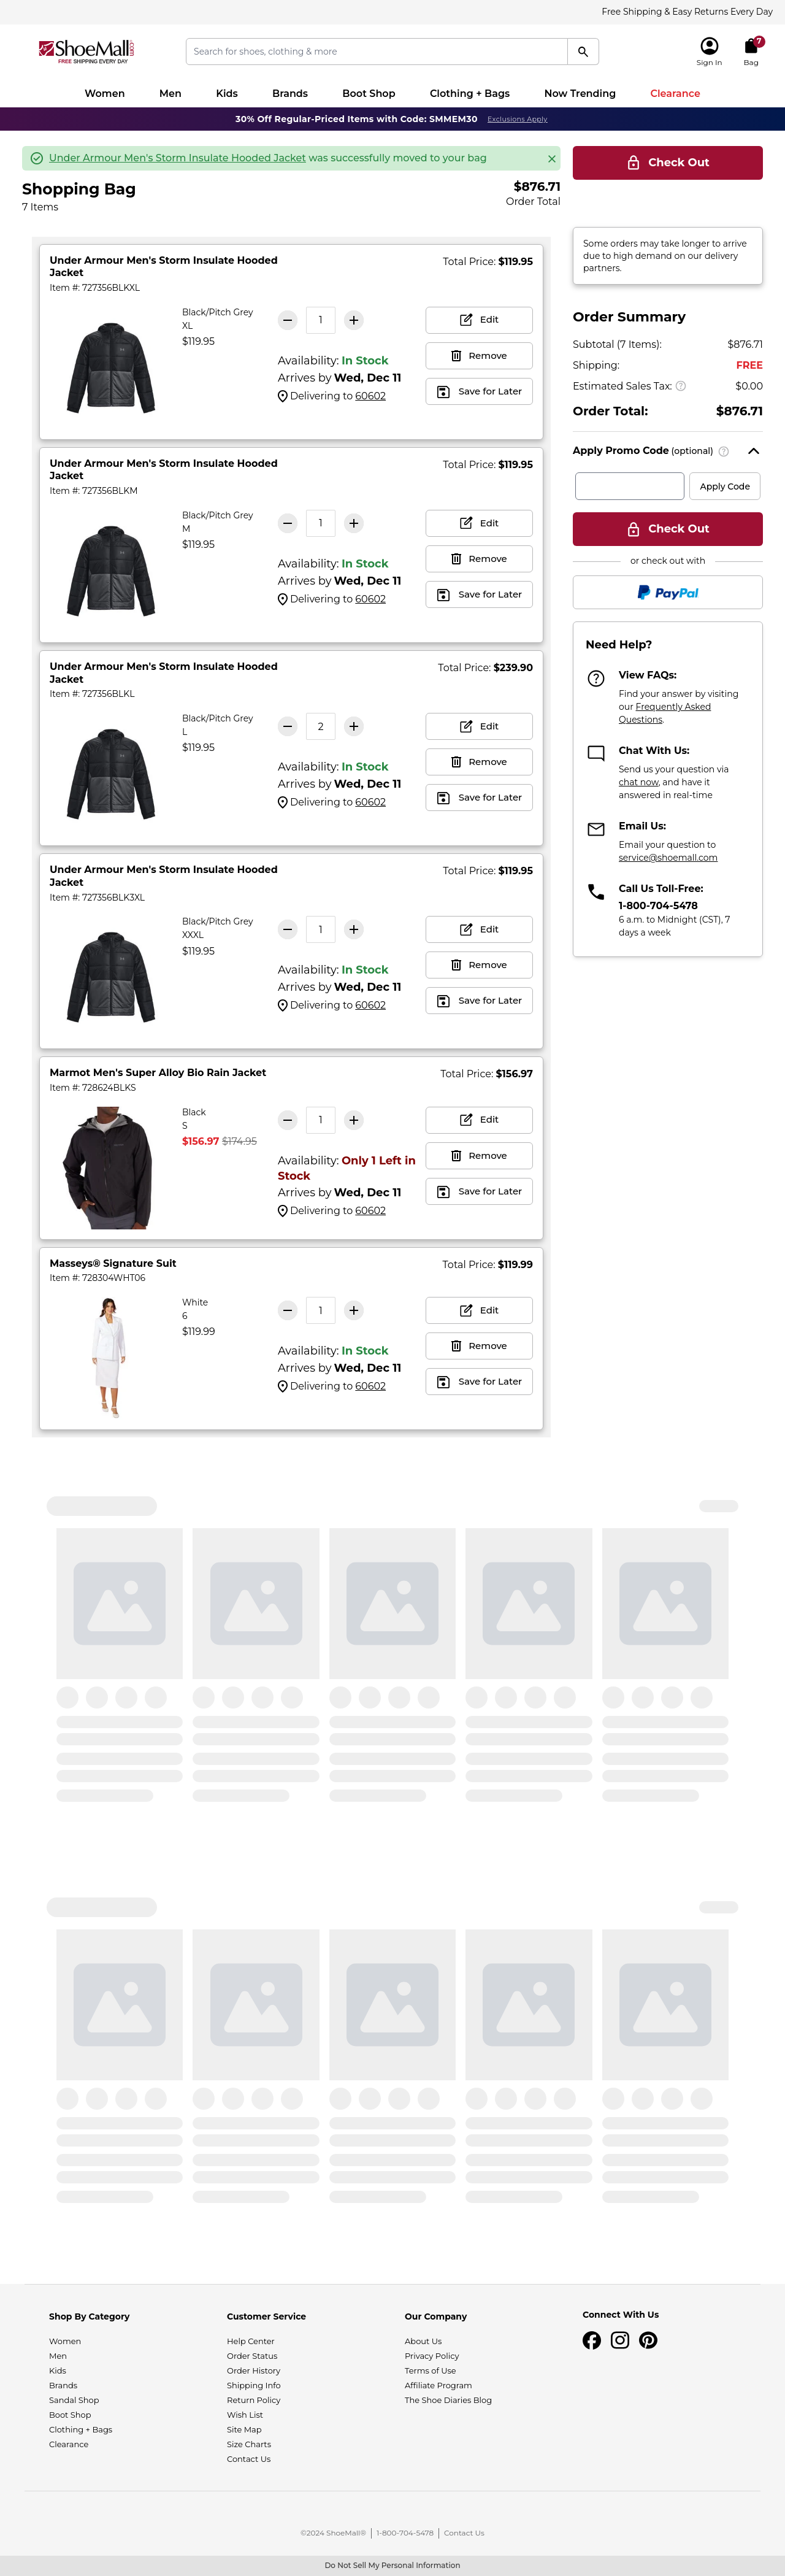 Free Shipping & Easy Returns Every Day
ShoeMall.com
FREE SHIPPING EVERY DAY
Search for shoes, clothing & more
Sign In
7
Bag
Women Men Kids Brands Boot Shop Clothing + Bags Now Trending Clearance
30% Off Regular-Priced Items with Code: SMMEM30 Exclusions Apply
Under Armour Men's Storm Insulate Hooded Jacket was successfully moved to your bag
Check Out
Shopping Bag
7 Items
$876.71
Order Total
Under Armour Men's Storm Insulate Hooded
Jacket
Item #: 727356BLKXL
Total Price: $119.95
Black/Pitch Grey
XL
$119.95
1
Availability: In Stock
Arrives by Wed, Dec 11
Delivering to 60602
Edit
Remove
Save for Later
Under Armour Men's Storm Insulate Hooded
Jacket
Item #: 727356BLKM
Total Price: $119.95
Black/Pitch Grey
M
$119.95
1
Availability: In Stock
Arrives by Wed, Dec 11
Delivering to 60602
Edit
Remove
Save for Later
Under Armour Men's Storm Insulate Hooded
Jacket
Item #: 727356BLKL
Total Price: $239.90
Black/Pitch Grey
L
$119.95
2
Availability: In Stock
Arrives by Wed, Dec 11
Delivering to 60602
Edit
Remove
Save for Later
Under Armour Men's Storm Insulate Hooded
Jacket
Item #: 727356BLK3XL
Total Price: $119.95
Black/Pitch Grey
XXXL
$119.95
1
Availability: In Stock
Arrives by Wed, Dec 11
Delivering to 60602
Edit
Remove
Save for Later
Marmot Men's Super Alloy Bio Rain Jacket
Item #: 728624BLKS
Total Price: $156.97
Black
S
$156.97 $174.95
1
Availability: Only 1 Left in
Stock
Arrives by Wed, Dec 11
Delivering to 60602
Edit
Remove
Save for Later
Masseys® Signature Suit
Item #: 728304WHT06
Total Price: $119.99
White
6
$119.99
1
Availability: In Stock
Arrives by Wed, Dec 11
Delivering to 60602
Edit
Remove
Save for Later
Some orders may take longer to arrive
due to high demand on our delivery
partners.
Order Summary
Subtotal (7 Items): $876.71
Shipping: FREE
Estimated Sales Tax: $0.00
Order Total: $876.71
Apply Promo Code (optional)
Apply Code
Check Out
or check out with
PayPal
Need Help?
View FAQs:
Find your answer by visiting
our Frequently Asked
Questions.
Chat With Us:
Send us your question via
chat now, and have it
answered in real-time
Email Us:
Email your question to
service@shoemall.com
Call Us Toll-Free:
1-800-704-5478
6 a.m. to Midnight (CST), 7
days a week
Shop By Category
Women
Men
Kids
Brands
Sandal Shop
Boot Shop
Clothing + Bags
Clearance
Customer Service
Help Center
Order Status
Order History
Shipping Info
Return Policy
Wish List
Site Map
Size Charts
Contact Us
Our Company
About Us
Privacy Policy
Terms of Use
Affiliate Program
The Shoe Diaries Blog
Connect With Us
©2024 ShoeMall® 1-800-704-5478 Contact Us
Do Not Sell My Personal Information